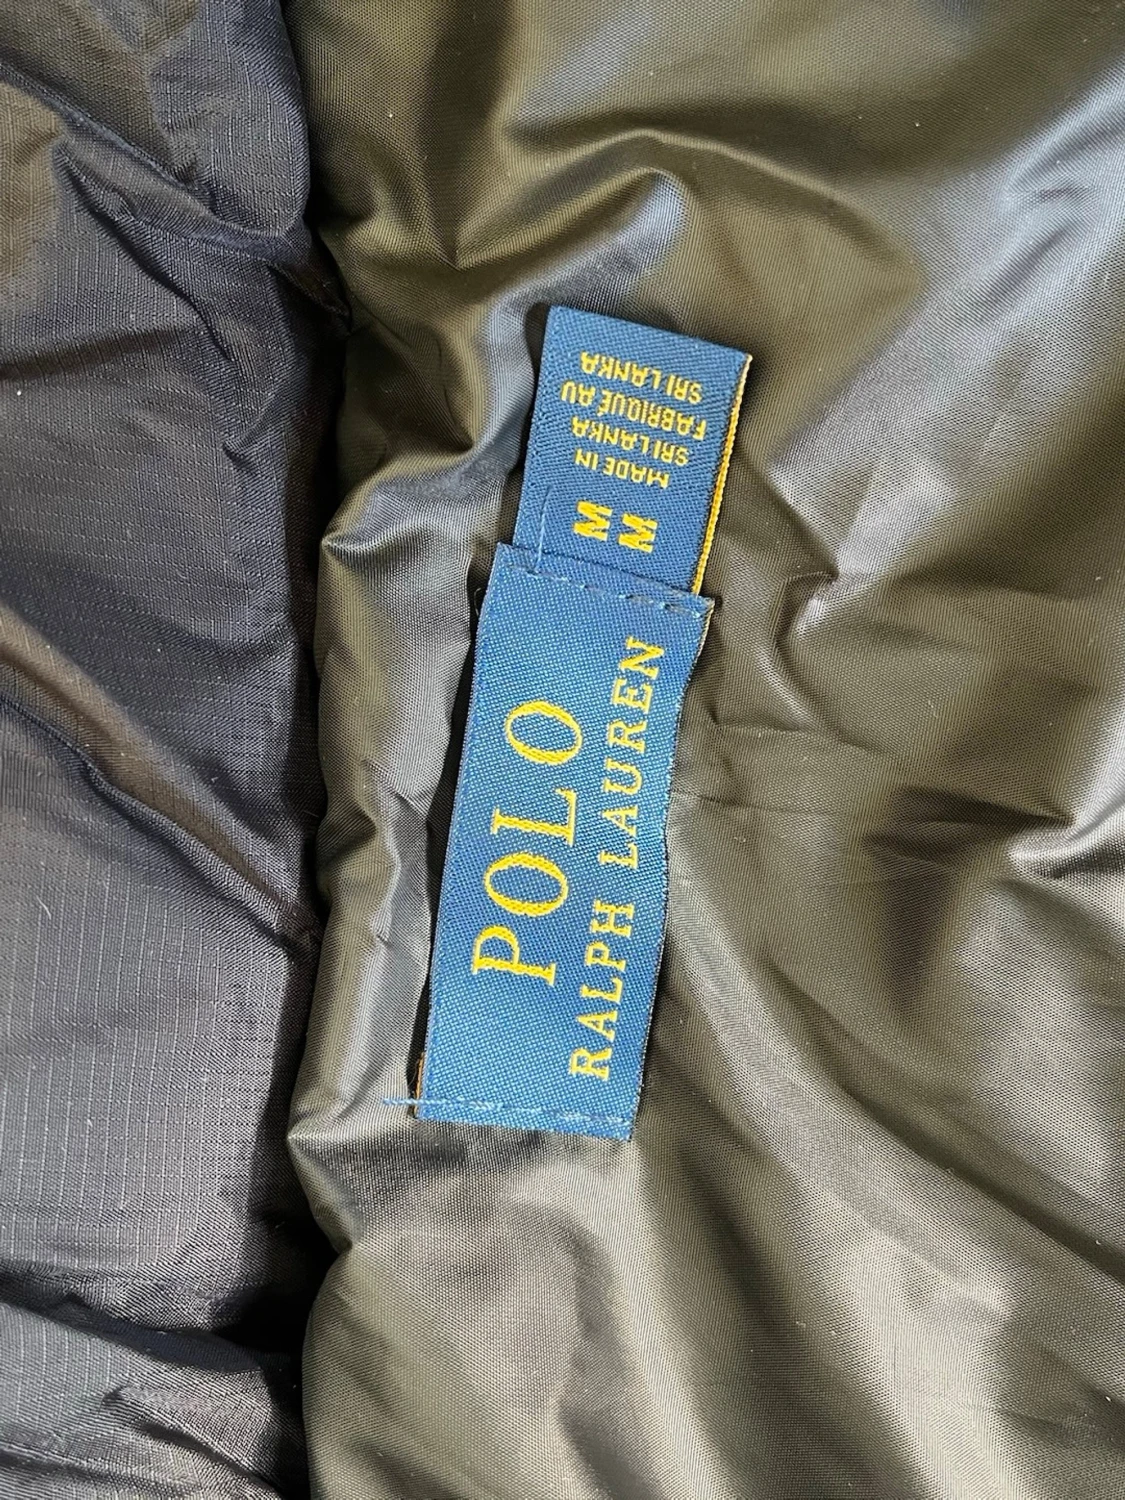 POLO
RALPH LAUREN
M
M
MADE IN
SRI LANKA
FABRIQUÉ AU
SRI LANKA